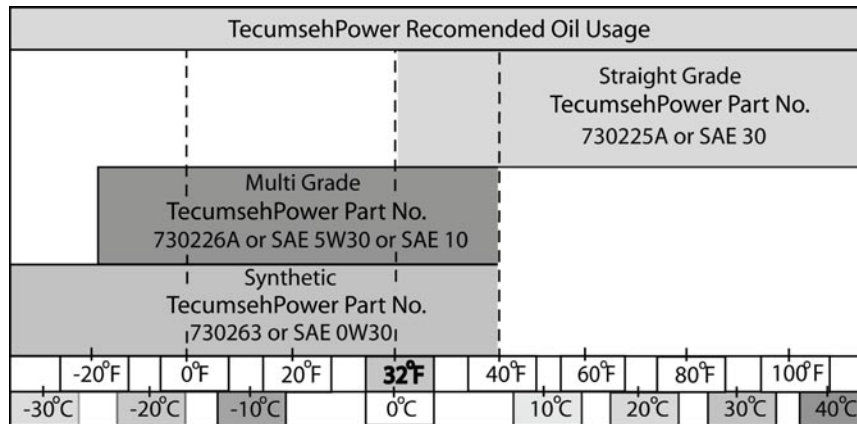 TecumsehPower Recomended Oil Usage
Straight Grade
TecumsehPower Part No.
730225A or SAE 30
Multi Grade
TecumsehPower Part No.
730226A or SAE 5W30 or SAE 10
Synthetic
TecumsehPower Part No.
730263 or SAE 0W30
-20°F 0°F 20°F 32°F 40°F 60°F 80°F 100°F
-30°C -20°C -10°C 0°C 10°C 20°C 30°C 40°C